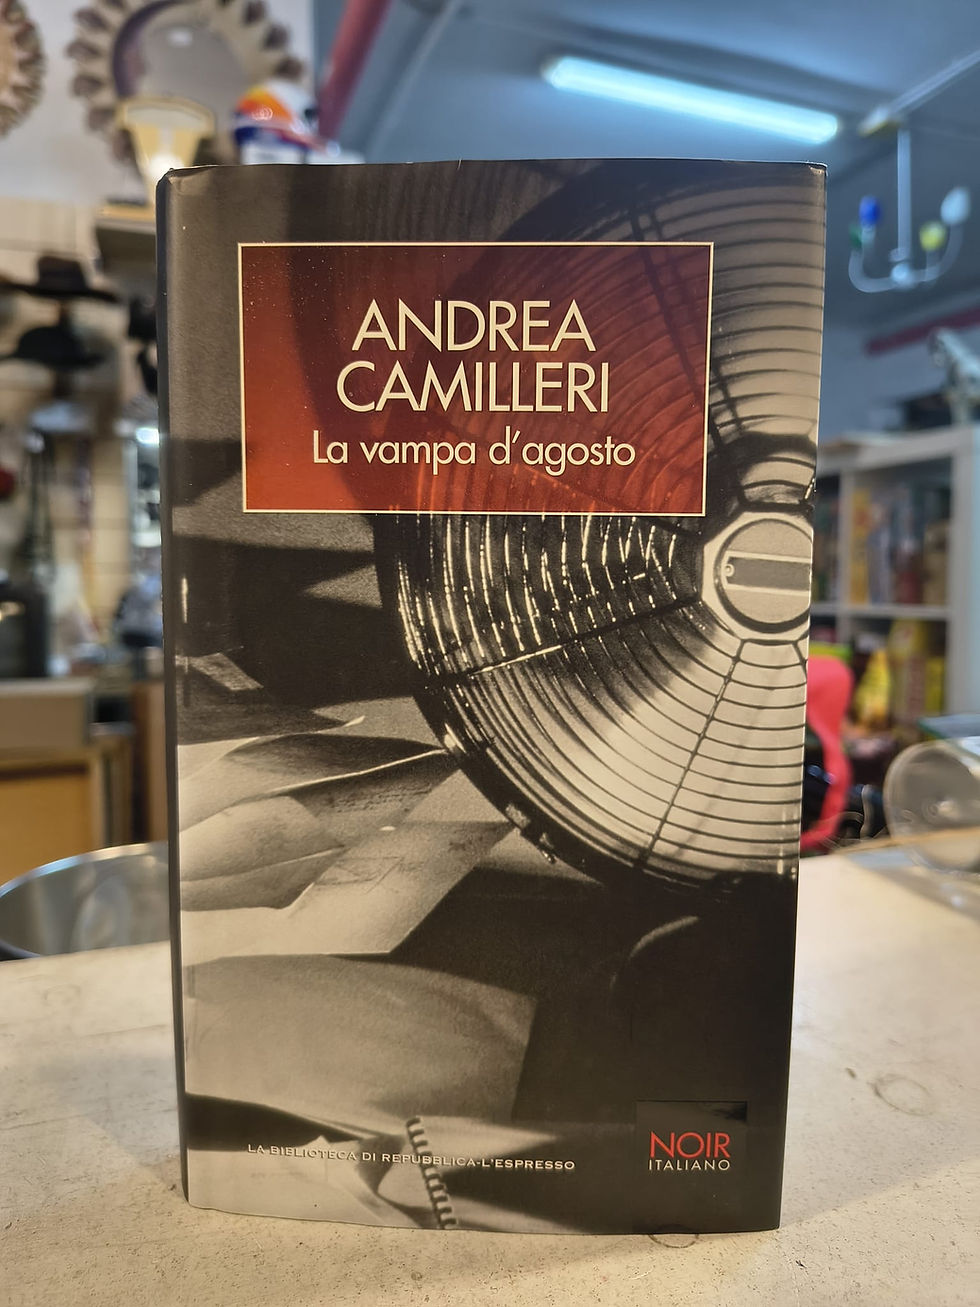 ANDREA
CAMILLERI
La vampa d'agosto
LA BIBLIOTECA DI REPUBBLICA-L'ESPRESSO
NOIR
ITALIANO